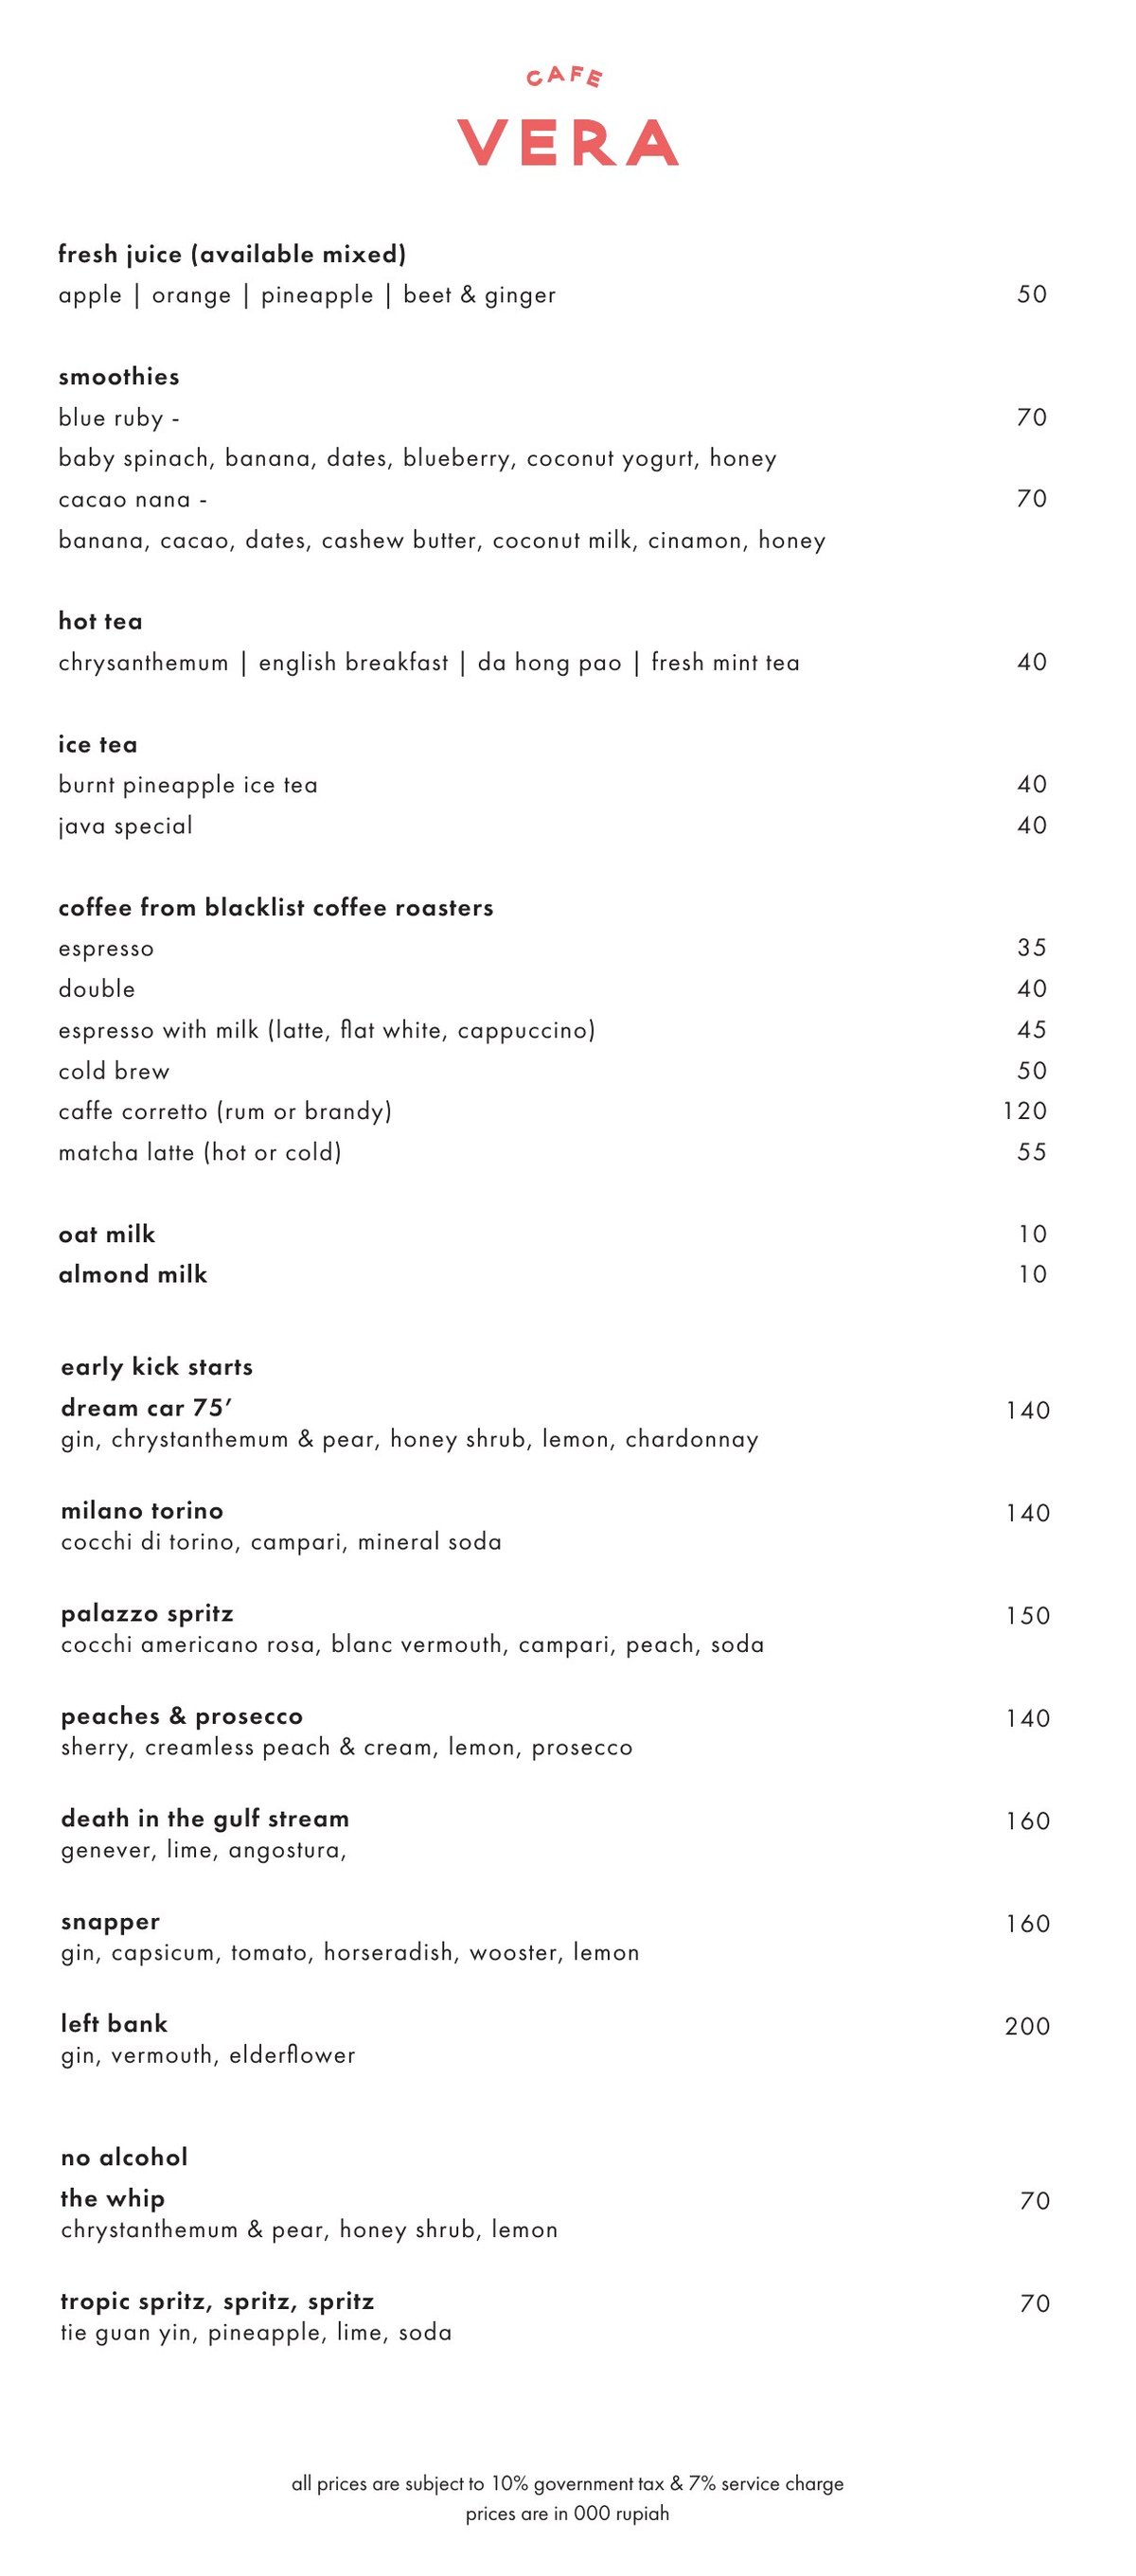 CAFE
VERA
fresh juice (available mixed)
apple | orange | pineapple | beet & ginger 50
smoothies
blue ruby - 70
baby spinach, banana, dates, blueberry, coconut yogurt, honey
cacao nana - 70
banana, cacao, dates, cashew butter, coconut milk, cinamon, honey
hot tea
chrysanthemum | english breakfast | da hong pao | fresh mint tea 40
ice tea
burnt pineapple ice tea 40
java special 40
coffee from blacklist coffee roasters
espresso 35
double 40
espresso with milk (latte, flat white, cappuccino) 45
cold brew 50
caffe corretto (rum or brandy) 120
matcha latte (hot or cold) 55
oat milk 10
almond milk 10
early kick starts
dream car 75’ 140
gin, chrystanthemum & pear, honey shrub, lemon, chardonnay
milano torino 140
cocchi di torino, campari, mineral soda
palazzo spritz 150
cocchi americano rosa, blanc vermouth, campari, peach, soda
peaches & prosecco 140
sherry, creamless peach & cream, lemon, prosecco
death in the gulf stream 160
genever, lime, angostura,
snapper 160
gin, capsicum, tomato, horseradish, wooster, lemon
left bank 200
gin, vermouth, elderflower
no alcohol
the whip 70
chrystanthemum & pear, honey shrub, lemon
tropic spritz, spritz, spritz 70
tie guan yin, pineapple, lime, soda
all prices are subject to 10% government tax & 7% service charge
prices are in 000 rupiah